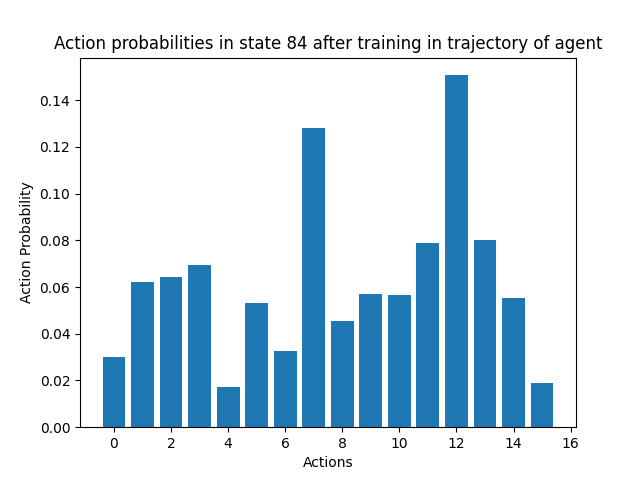 Action probabilities in state 84 after training in trajectory of agent
Action Probability
0.14
0.12
0.10
0.08
0.06
0.04
0.02
0.00
0 2 4 6 8 10 12 14 16
Actions